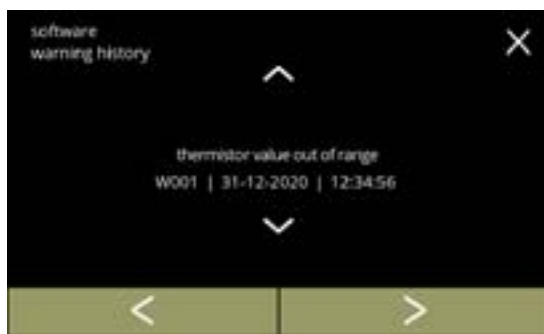 software
warning history
thermistor value out of range
W001 | 31-12-2020 | 12:34:56